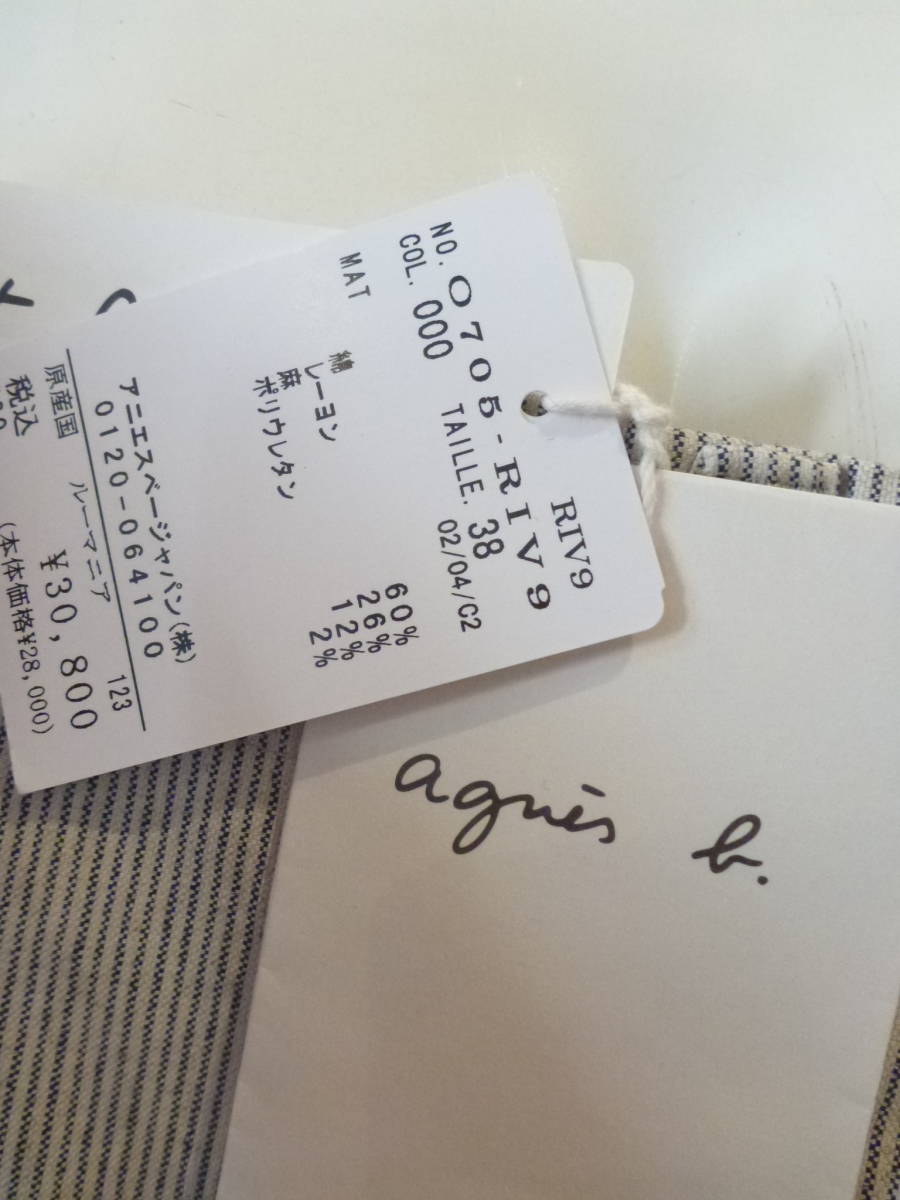 RIV9
NO. 0705-RIV9
COL. 000 TAILLE. 38
02/04/C2
MAT
綿 60%
レーヨン 26%
麻 12%
ポリウレタン 2%
アニエスベージャパン(株)
0120-064100
123
原産国 ルーマニア
税込 ¥30,800
(本体価格¥28,000)
agnès b.